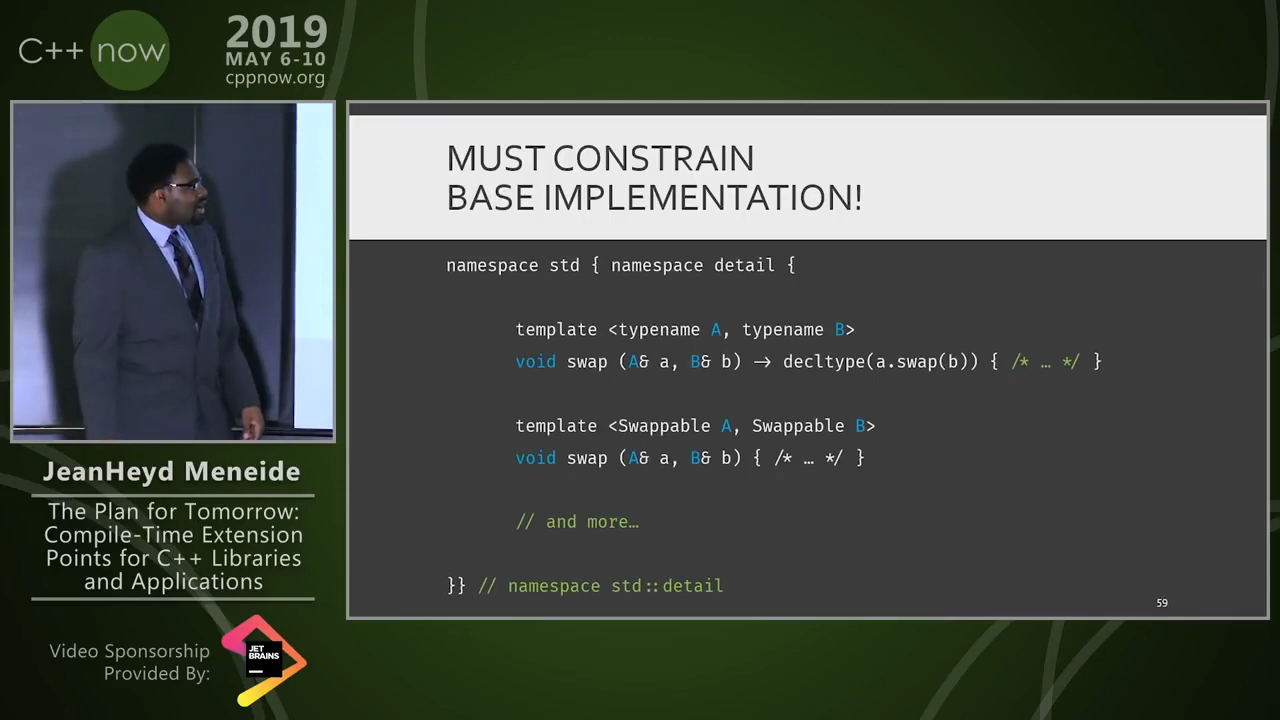 C++ now
2019
MAY 6-10
cppnow.org
MUST CONSTRAIN
BASE IMPLEMENTATION!
namespace std { namespace detail {
template <typename A, typename B>
void swap (A& a, B& b) → decltype(a.swap(b)) { /* … */ }
template <Swappable A, Swappable B>
void swap (A& a, B& b) { /* … */ }
// and more…
}} // namespace std::detail
59
JeanHeyd Meneide
The Plan for Tomorrow:
Compile-Time Extension
Points for C++ Libraries
and Applications
Video Sponsorship
Provided By:
JET
BRAINS